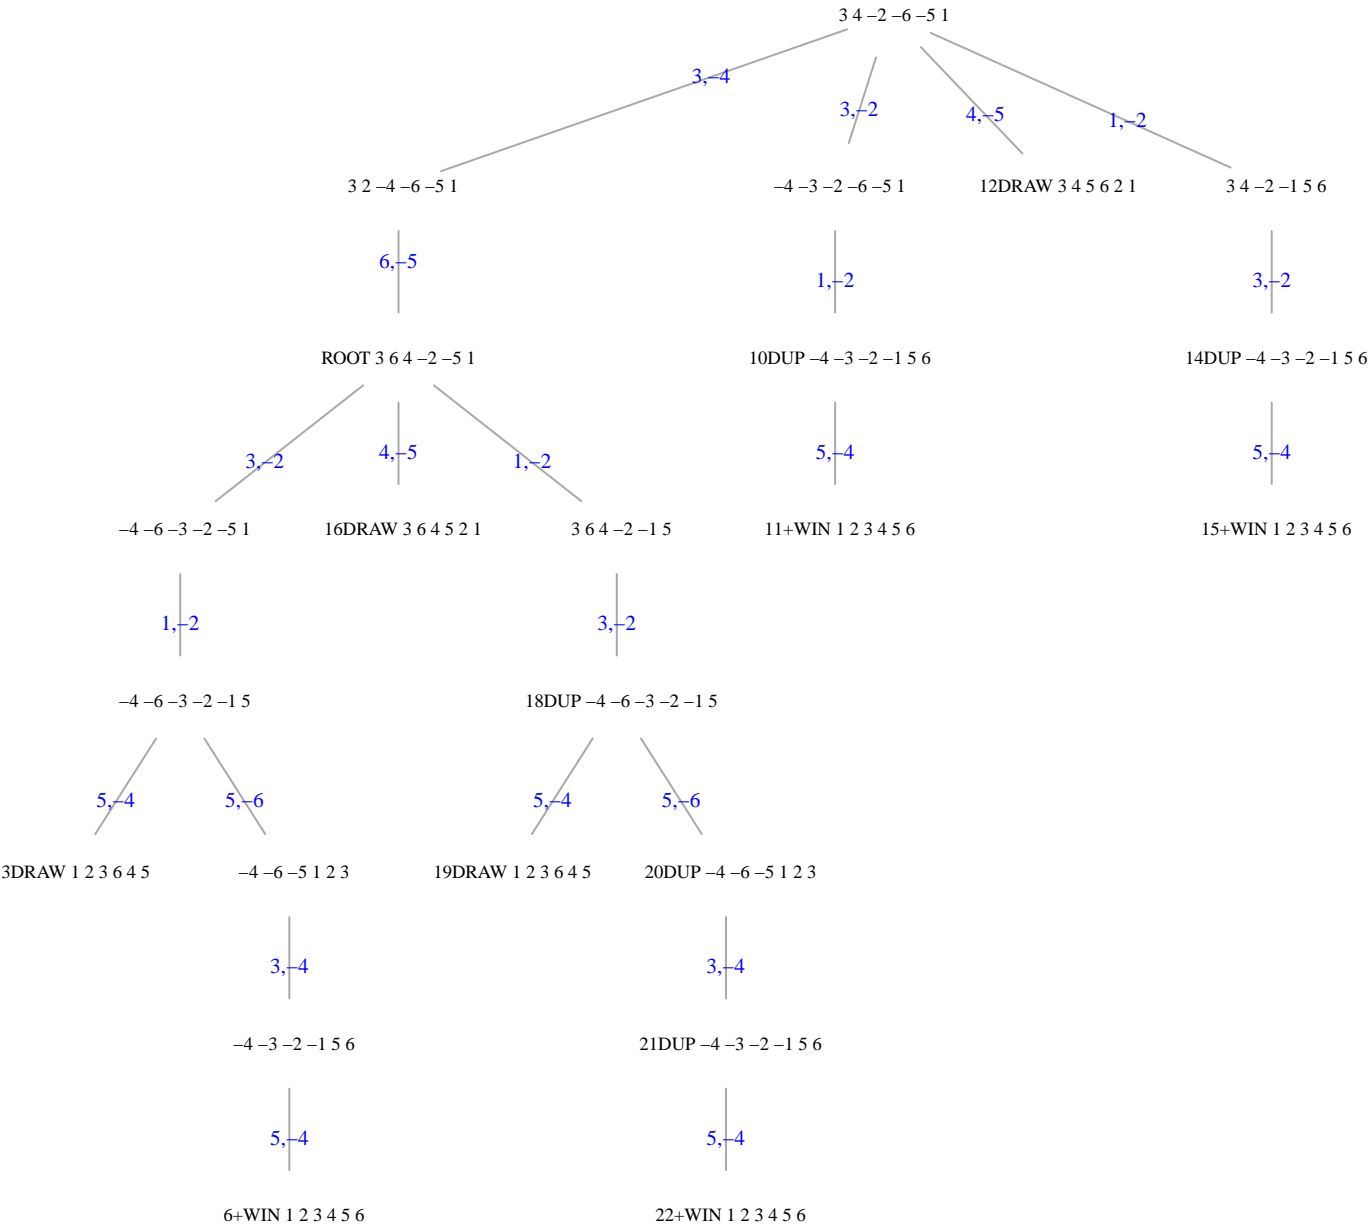 3 4 −2 −6 −5 1
3,−4
3,−2
4,−5
1,−2
3 2 −4 −6 −5 1
−4 −3 −2 −6 −5 1
12DRAW 3 4 5 6 2 1
3 4 −2 −1 5 6
6,−5
1,−2
3,−2
ROOT 3 6 4 −2 −5 1
10DUP −4 −3 −2 −1 5 6
14DUP −4 −3 −2 −1 5 6
3,−2
4,−5
1,−2
5,−4
5,−4
−4 −6 −3 −2 −5 1
16DRAW 3 6 4 5 2 1
3 6 4 −2 −1 5
11+WIN 1 2 3 4 5 6
15+WIN 1 2 3 4 5 6
1,−2
3,−2
−4 −6 −3 −2 −1 5
18DUP −4 −6 −3 −2 −1 5
5,−4
5,−6
5,−4
5,−6
3DRAW 1 2 3 6 4 5
−4 −6 −5 1 2 3
19DRAW 1 2 3 6 4 5
20DUP −4 −6 −5 1 2 3
3,−4
3,−4
−4 −3 −2 −1 5 6
21DUP −4 −3 −2 −1 5 6
5,−4
5,−4
6+WIN 1 2 3 4 5 6
22+WIN 1 2 3 4 5 6